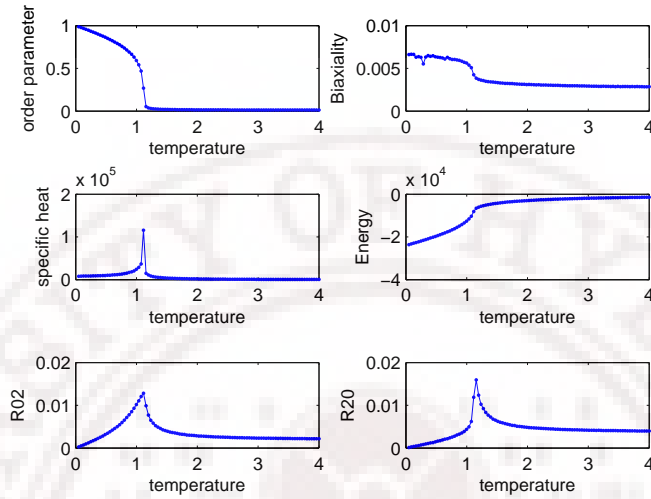 order parameter
1
0.5
0
0 1 2 3 4
temperature
Biaxiality
0.01
0.005
0
0 1 2 3 4
temperature
specific heat
x 10^5
2
1
0
0 1 2 3 4
temperature
Energy
x 10^4
0
−2
−4
0 1 2 3 4
temperature
R02
0.02
0.01
0
0 1 2 3 4
temperature
R20
0.02
0.01
0
0 1 2 3 4
temperature